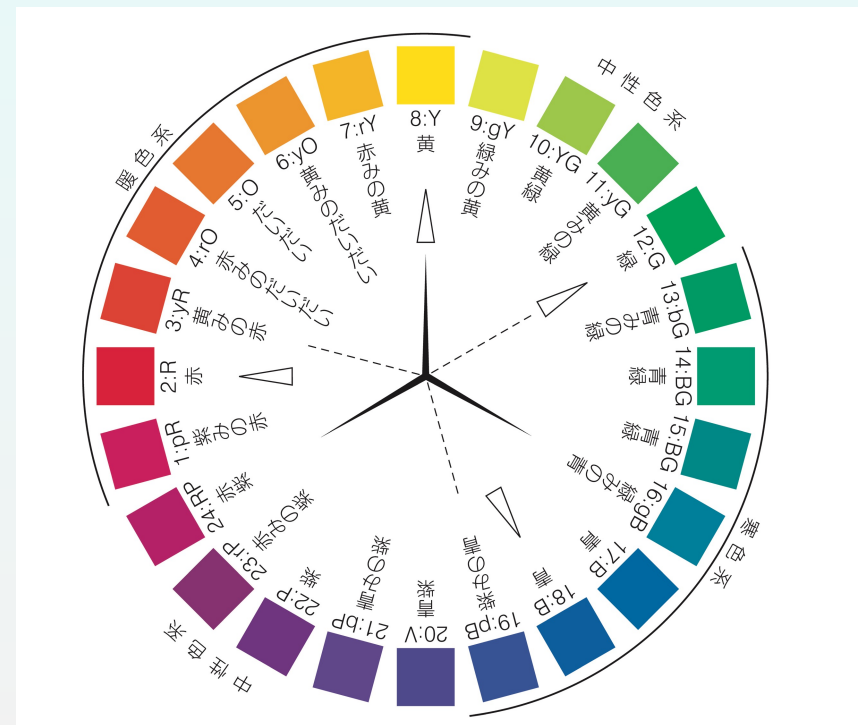 暖色系
中性色系
寒色系
中性色系
1:pR
紫みの赤
2:R
赤
3:yR
黄みの赤
4:rO
赤みのだいだい
5:O
だいだい
6:yO
黄みのだいだい
7:rY
赤みの黄
8:Y
黄
9:gY
緑みの黄
10:YG
黄緑
11:yG
黄みの緑
12:G
緑
13:bG
青みの緑
14:BG
青緑
15:BG
青緑
16:gB
緑みの青
17:B
青
18:B
青
19:pB
紫みの青
20:V
青紫
21:bP
青みの紫
22:P
紫
23:rP
赤みの紫
24:RP
赤紫